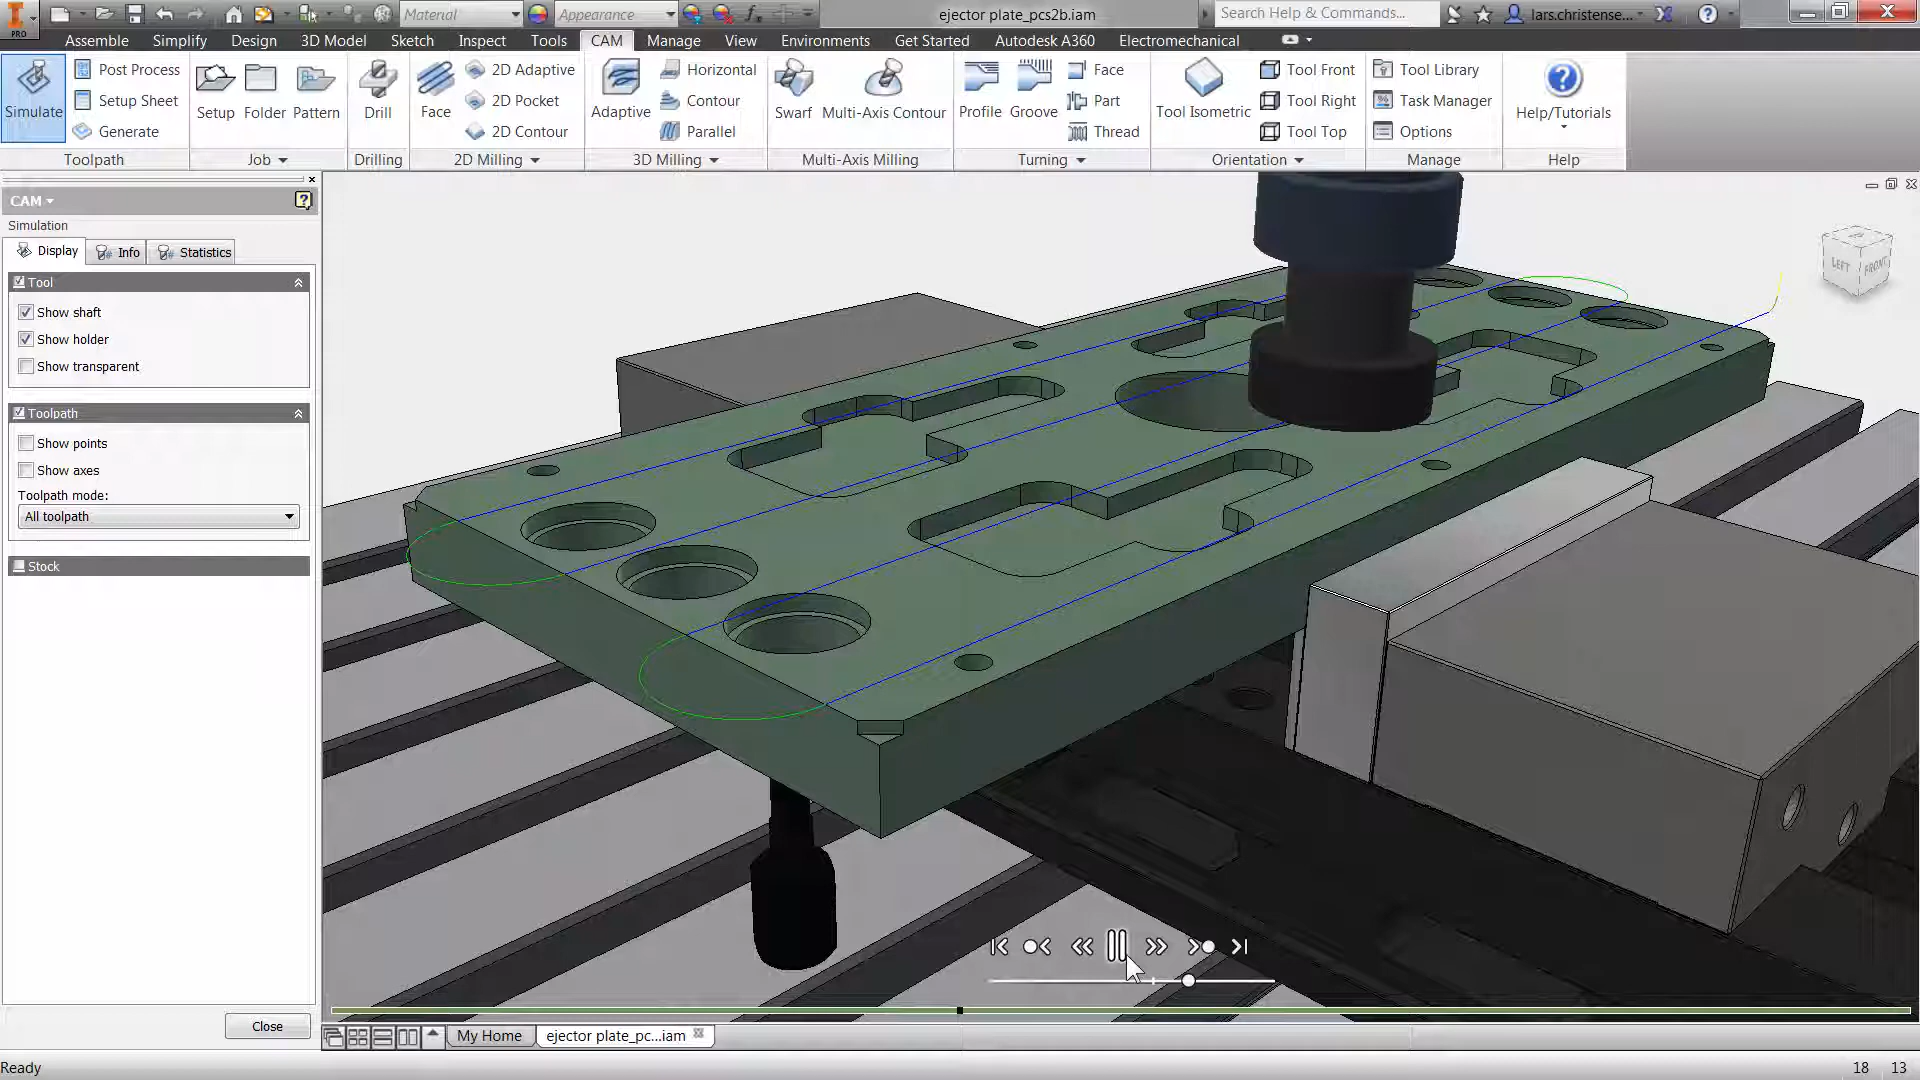 PRO
Material
Appearance
ejector plate_pcs2b.iam
Search Help & Commands...
lars.christense...
Assemble
Simplify
Design
3D Model
Sketch
Inspect
Tools
CAM
Manage
View
Environments
Get Started
Autodesk A360
Electromechanical
Simulate
Post Process
Setup Sheet
Generate
Toolpath
Setup
Folder
Pattern
Job
Drill
Drilling
Face
2D Adaptive
2D Pocket
2D Contour
2D Milling
Adaptive
Horizontal
Contour
Parallel
3D Milling
Swarf
Multi-Axis Contour
Multi-Axis Milling
Profile
Groove
Face
Part
Thread
Turning
Tool Isometric
Tool Front
Tool Right
Tool Top
Orientation
Tool Library
Task Manager
Options
Manage
Help/Tutorials
Help
CAM
Simulation
Display
Info
Statistics
Tool
Show shaft
Show holder
Show transparent
Toolpath
Show points
Show axes
Toolpath mode:
All toolpath
Stock
Close
LEFT
FRONT
My Home
ejector plate_pc...iam
Ready
18
13